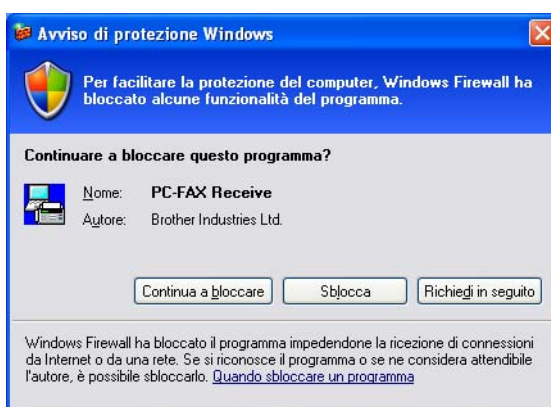 Avviso di protezione Windows
Per facilitare la protezione del computer, Windows Firewall ha
bloccato alcune funzionalità del programma.
Continuare a bloccare questo programma?
Nome: PC-FAX Receive
Autore: Brother Industries Ltd.
Continua a bloccare Sblocca Richiedi in seguito
Windows Firewall ha bloccato il programma impedendone la ricezione di connessioni
da Internet o da una rete. Se si riconosce il programma o se ne considera attendibile
l'autore, è possibile sbloccarlo. Quando sbloccare un programma